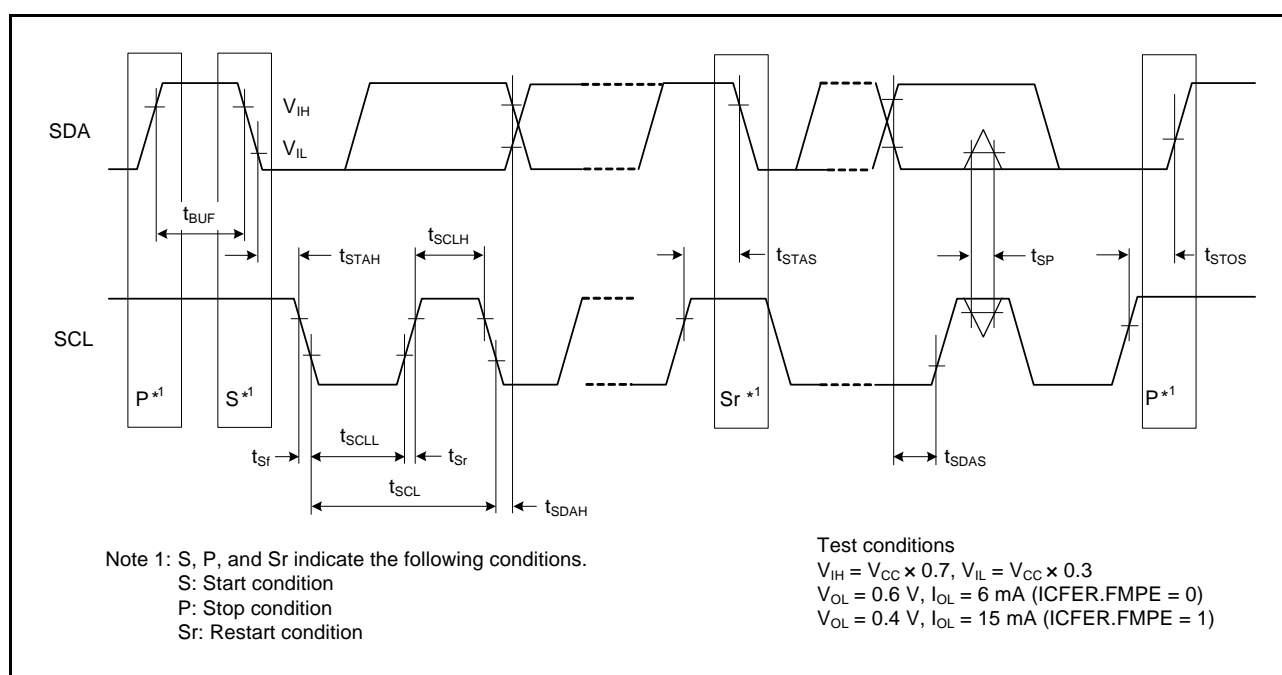 SDA
V_IH
V_IL
t_BUF
t_STAH
t_SCLH
t_STAS
t_SP
t_STOS
SCL
P*1
S*1
Sr *1
P*1
t_Sf
t_SCLL
t_Sr
t_SCL
t_SDAH
t_SDAS
Note 1: S, P, and Sr indicate the following conditions.
S: Start condition
P: Stop condition
Sr: Restart condition
Test conditions
V_IH = V_CC × 0.7, V_IL = V_CC × 0.3
V_OL = 0.6 V, I_OL = 6 mA (ICFER.FMPE = 0)
V_OL = 0.4 V, I_OL = 15 mA (ICFER.FMPE = 1)